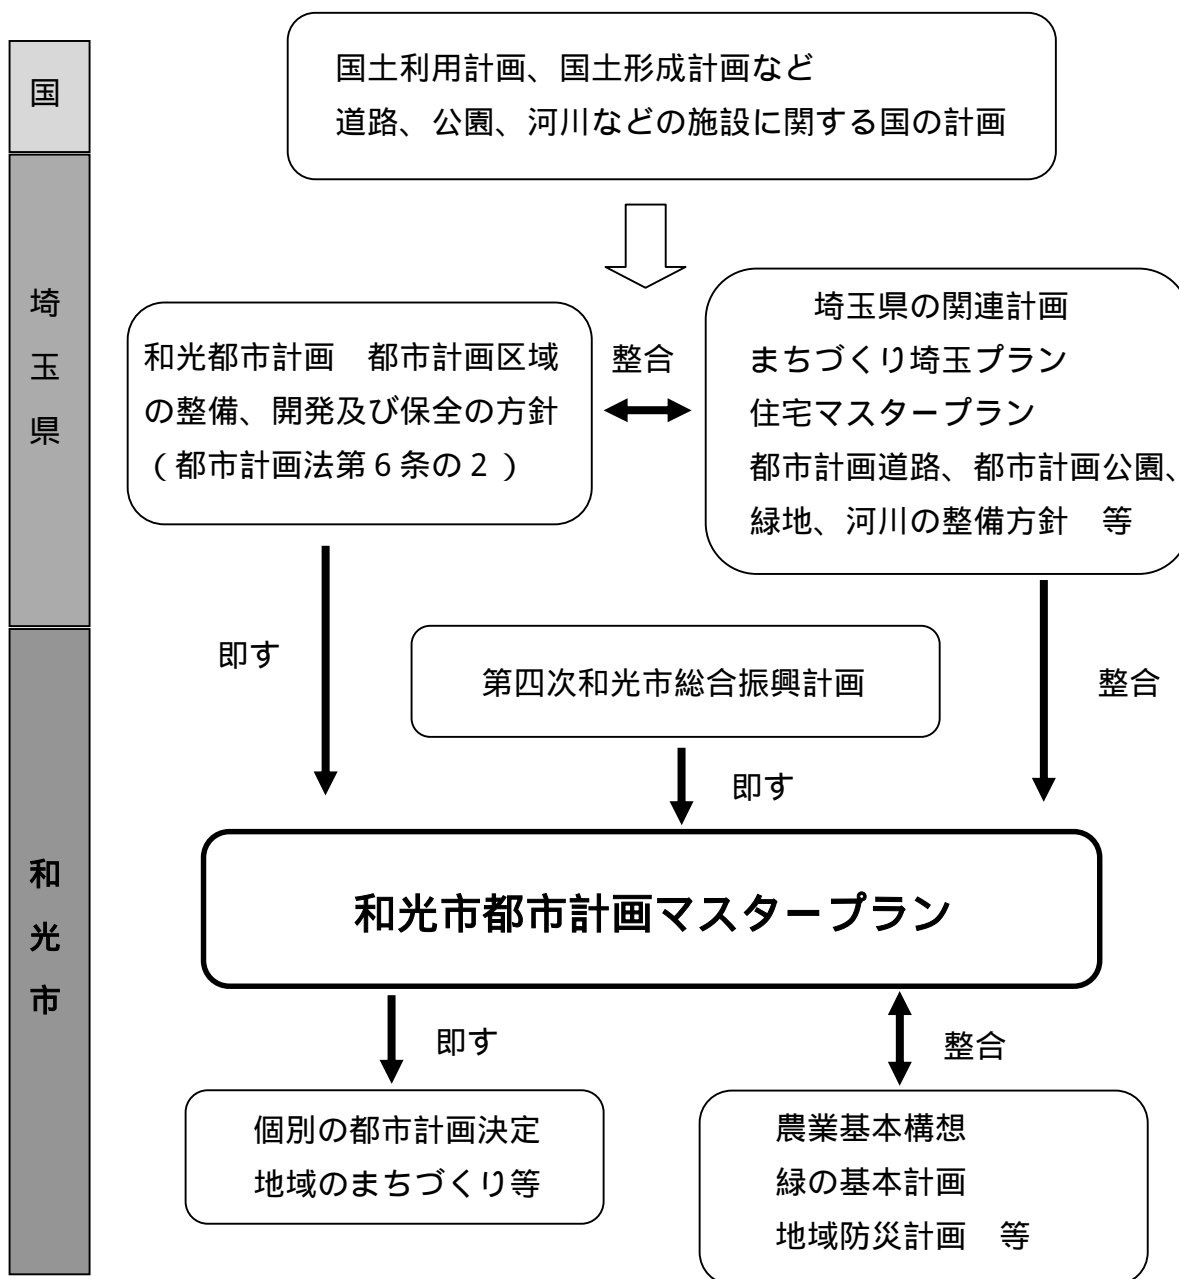 国
国土利用計画、国土形成計画など
道路、公園、河川などの施設に関する国の計画
埼
玉
県
和光都市計画　都市計画区域
の整備、開発及び保全の方針
（都市計画法第６条の２）
整合
埼玉県の関連計画
まちづくり埼玉プラン
住宅マスタープラン
都市計画道路、都市計画公園、
緑地、河川の整備方針　等
即す
第四次和光市総合振興計画
整合
即す
和
光
市
和光市都市計画マスタープラン
即す
整合
個別の都市計画決定
地域のまちづくり等
農業基本構想
緑の基本計画
地域防災計画　等